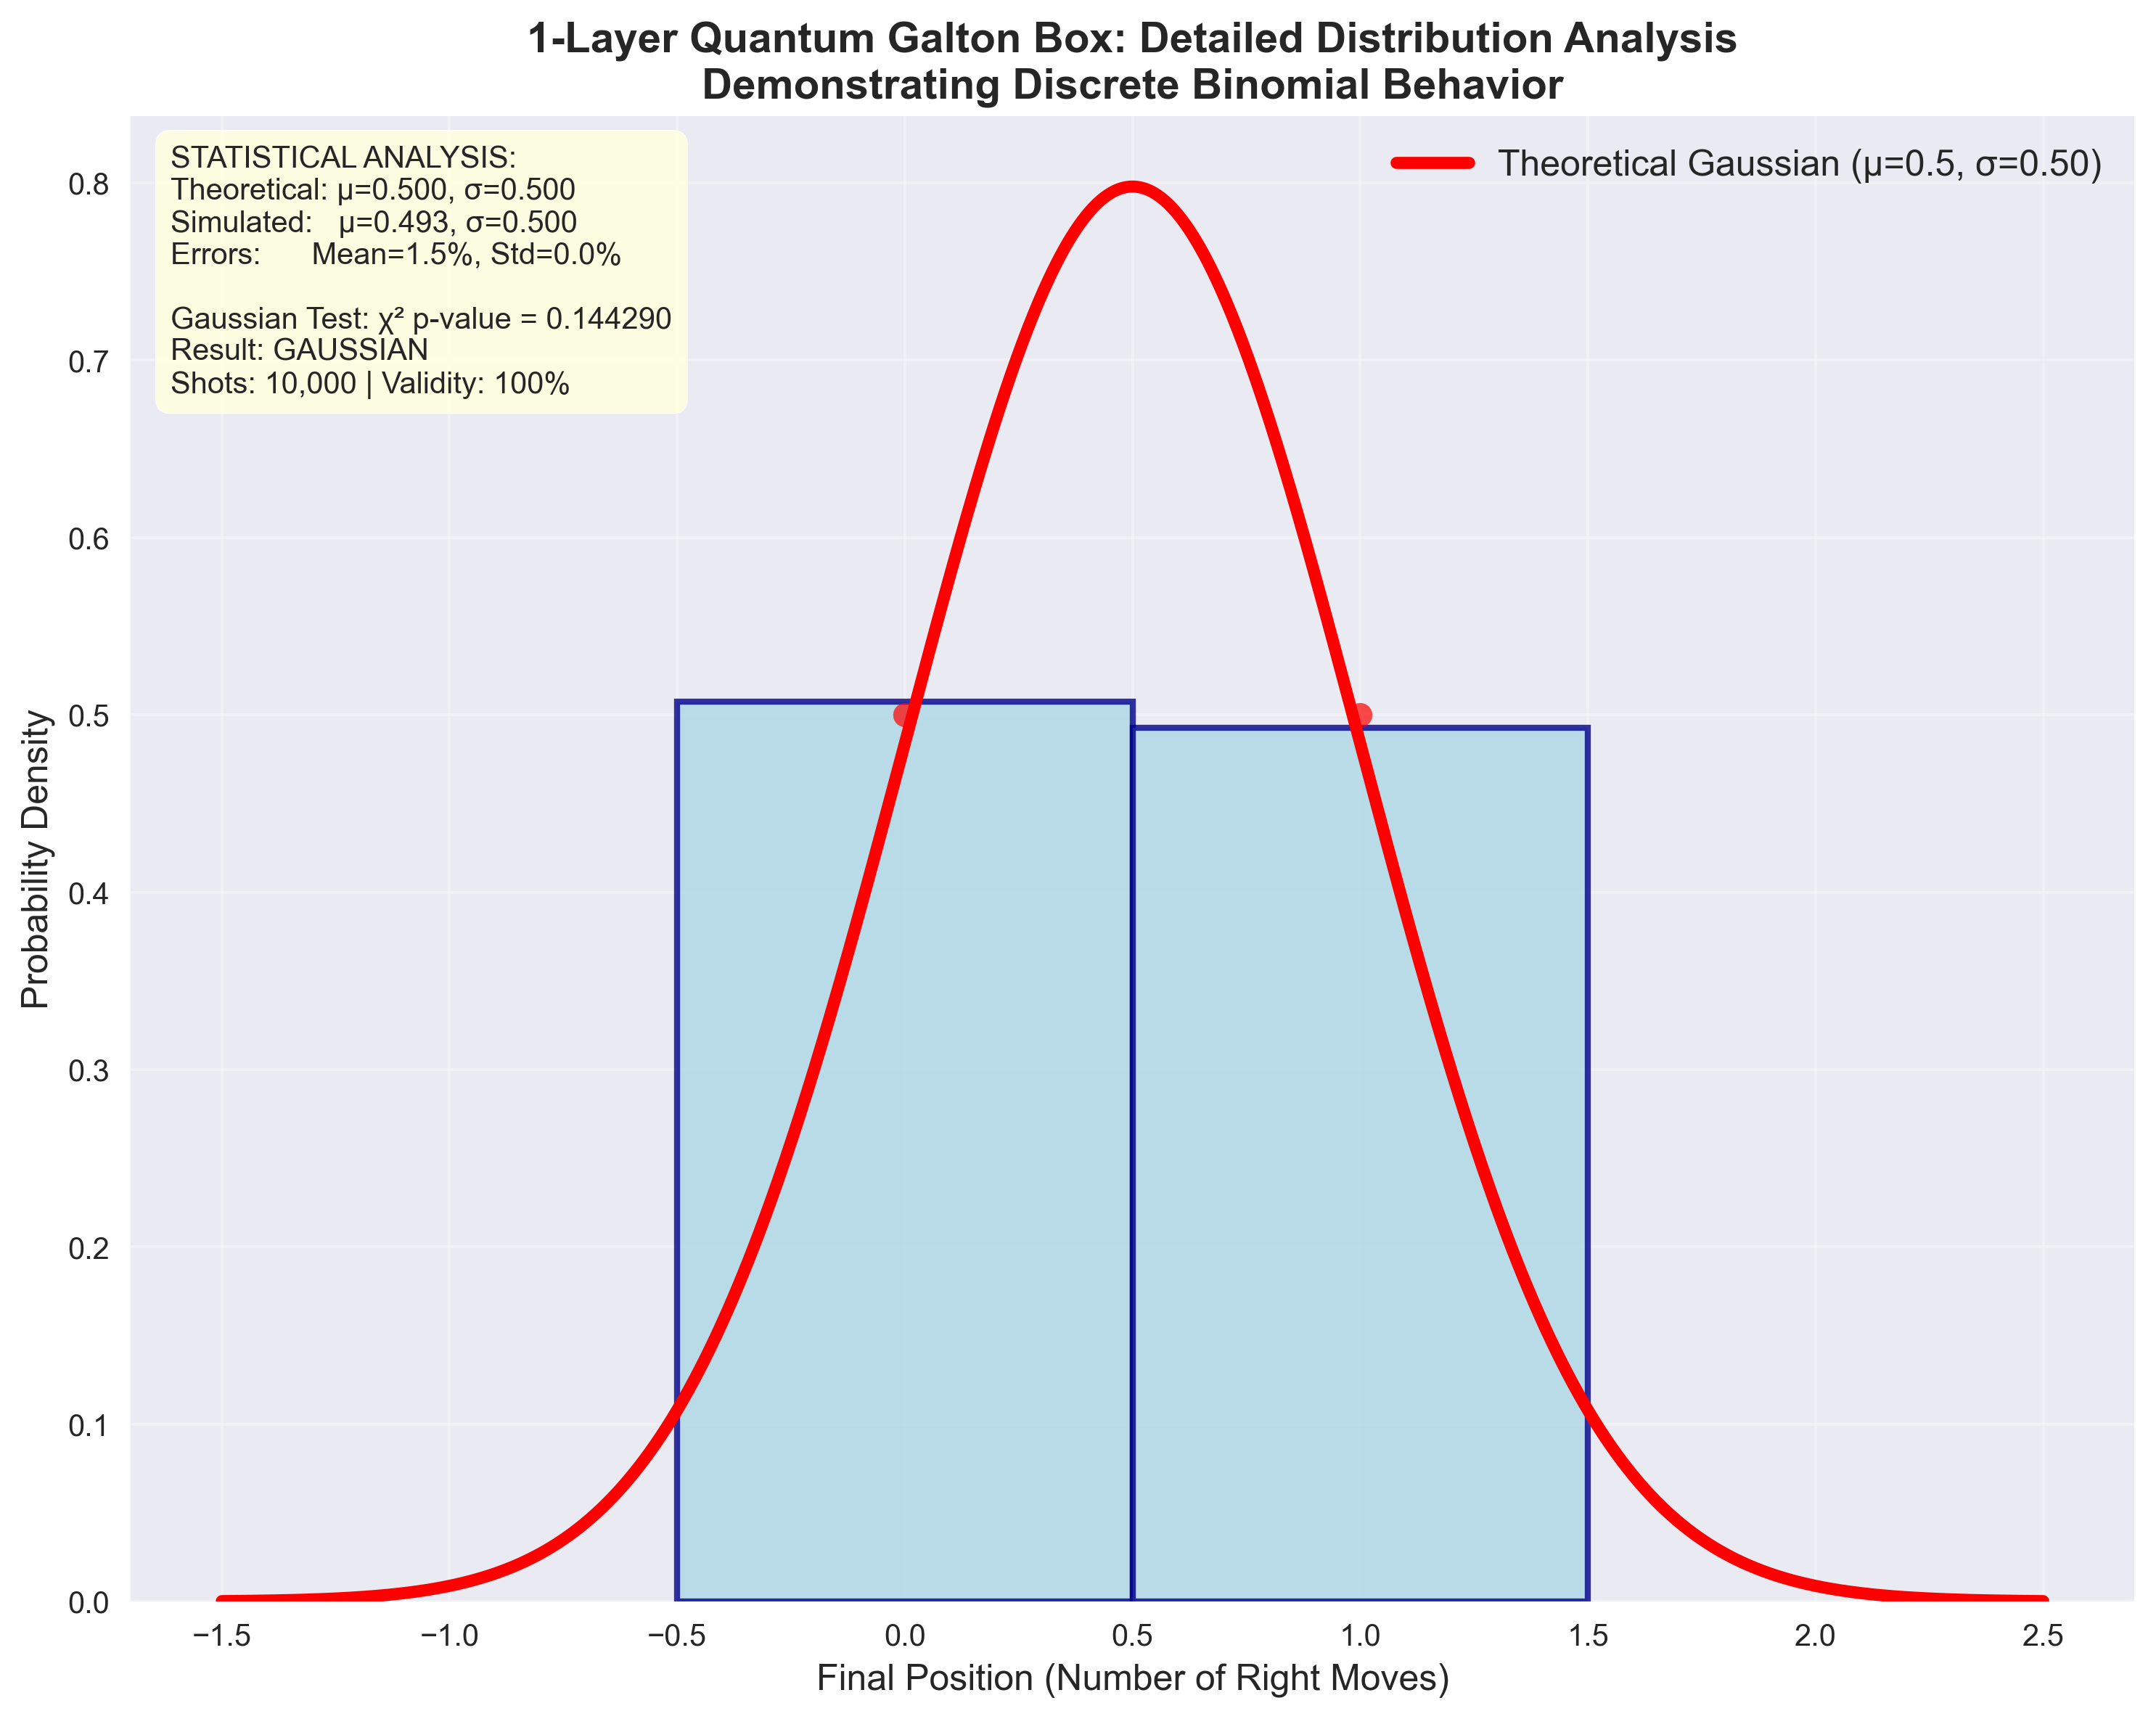 1-Layer Quantum Galton Box: Detailed Distribution Analysis
Demonstrating Discrete Binomial Behavior
STATISTICAL ANALYSIS:
Theoretical: μ=0.500, σ=0.500
Simulated: μ=0.493, σ=0.500
Errors: Mean=1.5%, Std=0.0%
Gaussian Test: χ² p-value = 0.144290
Result: GAUSSIAN
Shots: 10,000 | Validity: 100%
Theoretical Gaussian (μ=0.5, σ=0.50)
Probability Density
0.8
0.7
0.6
0.5
0.4
0.3
0.2
0.1
0.0
−1.5 −1.0 −0.5 0.0 0.5 1.0 1.5 2.0 2.5
Final Position (Number of Right Moves)